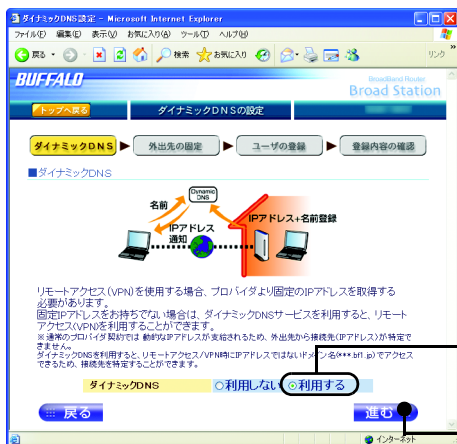 ダイナミックDNS設定 - Microsoft Internet Explorer
ファイル(F) 編集(E) 表示(V) お気に入り(A) ツール(T) ヘルプ(H)
戻る 検索 お気に入り リンク
BUFFALO
BroadBand Router
Broad Station
トップへ戻る ダイナミックDNSの設定
ダイナミックDNS 外出先の固定 ユーザの登録 登録内容の確認
■ダイナミックDNS
Dynamic
DNS
名前
IPアドレス+名前登録
IPアドレス
通知
リモートアクセス(VPN)を使用する場合、プロバイダより固定のIPアドレスを取得する
必要があります。
固定IPアドレスをお持ちでない場合は、ダイナミックDNSサービスを利用すると、リモート
アクセス(VPN)を利用することができます。
※通常のプロバイダ契約では 動的なIPアドレスが支給されるため、外出先から接続先(IPアドレス)が特定で
きません。
ダイナミックDNSを利用すると、リモートアクセス/VPN時にIPアドレスではないドメイン名(***.bf1.jp)でアクセス
できるため、接続先を特定することができます。
ダイナミックDNS 利用しない 利用する
戻る 進む
インターネット